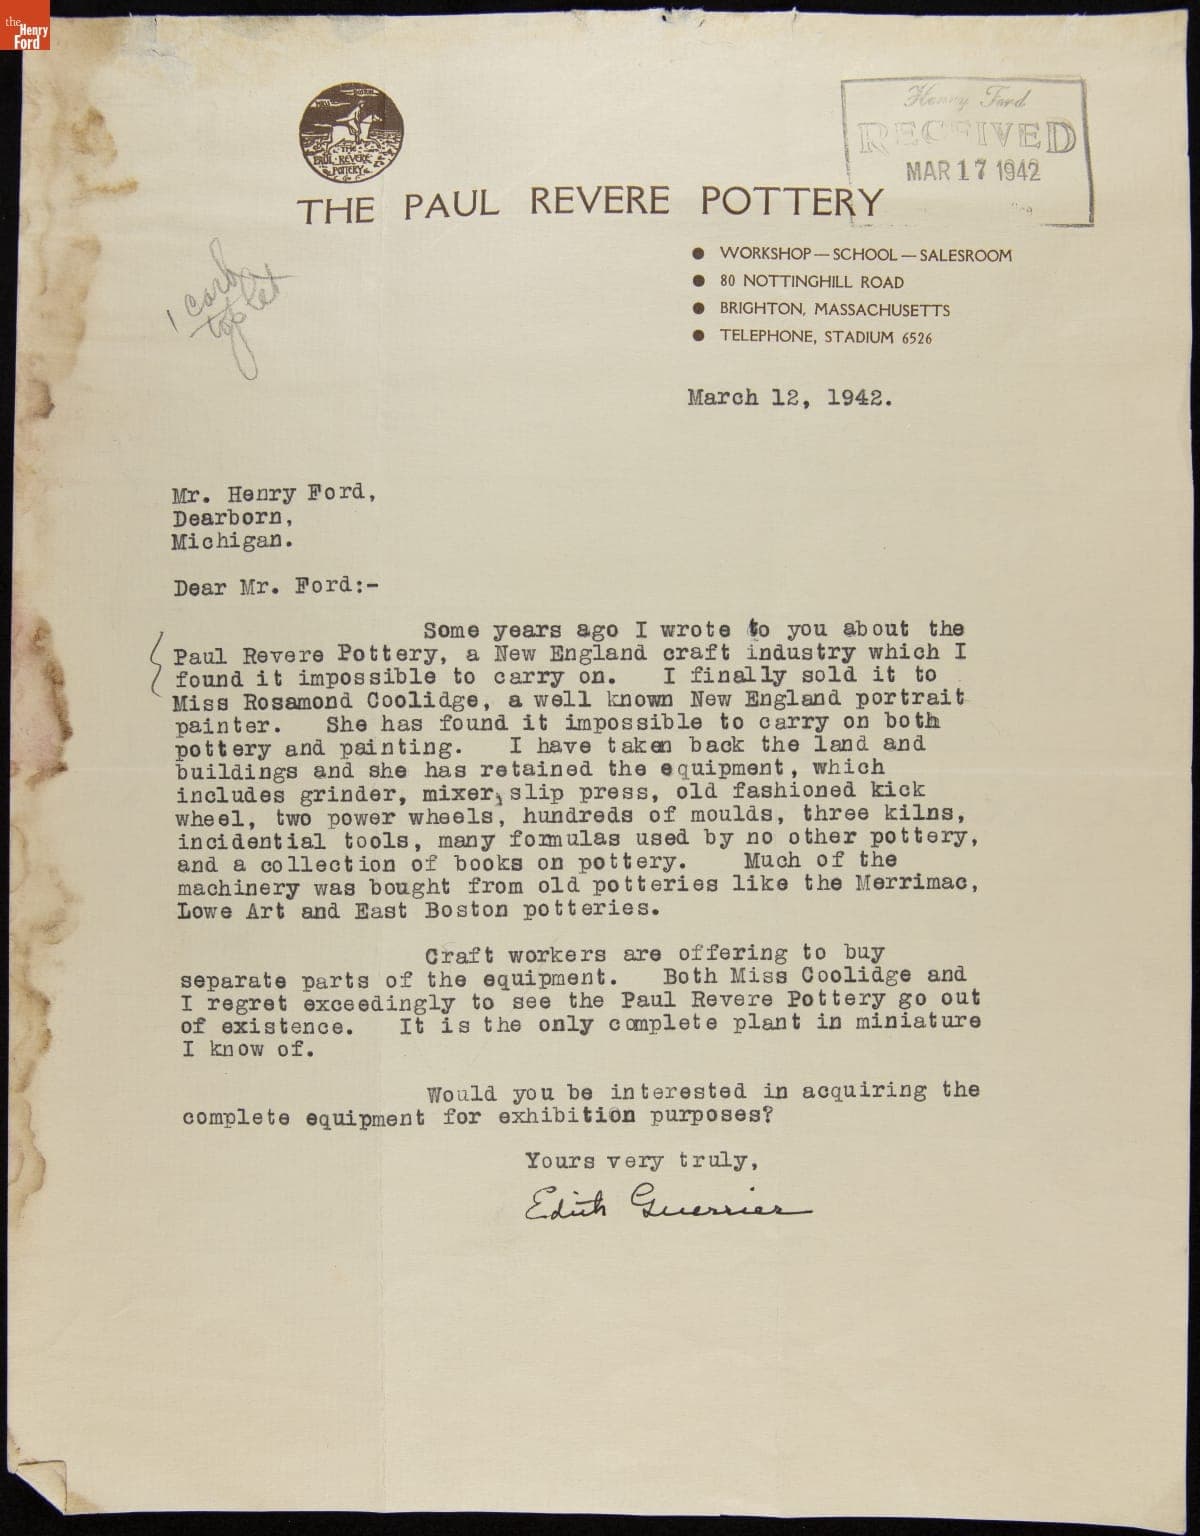 the
Henry
Ford
THE
PAUL · REVERE
POTTERY
Henry Ford
RECEIVED
MAR 17 1942
THE PAUL REVERE POTTERY
● WORKSHOP — SCHOOL — SALESROOM
● 80 NOTTINGHILL ROAD
● BRIGHTON, MASSACHUSETTS
● TELEPHONE, STADIUM 6526
1 carb
March 12, 1942.
Mr. Henry Ford,
Dearborn,
Michigan.
Dear Mr. Ford:-
Some years ago I wrote to you about the
Paul Revere Pottery, a New England craft industry which I
found it impossible to carry on. I finally sold it to
Miss Rosamond Coolidge, a well known New England portrait
painter. She has found it impossible to carry on both
pottery and painting. I have taken back the land and
buildings and she has retained the equipment, which
includes grinder, mixer, slip press, old fashioned kick
wheel, two power wheels, hundreds of moulds, three kilns,
incidential tools, many formulas used by no other pottery,
and a collection of books on pottery. Much of the
machinery was bought from old potteries like the Merrimac,
Lowe Art and East Boston potteries.
Craft workers are offering to buy
separate parts of the equipment. Both Miss Coolidge and
I regret exceedingly to see the Paul Revere Pottery go out
of existence. It is the only complete plant in miniature
I know of.
Would you be interested in acquiring the
complete equipment for exhibition purposes?
Yours very truly,
Edith Guerrier